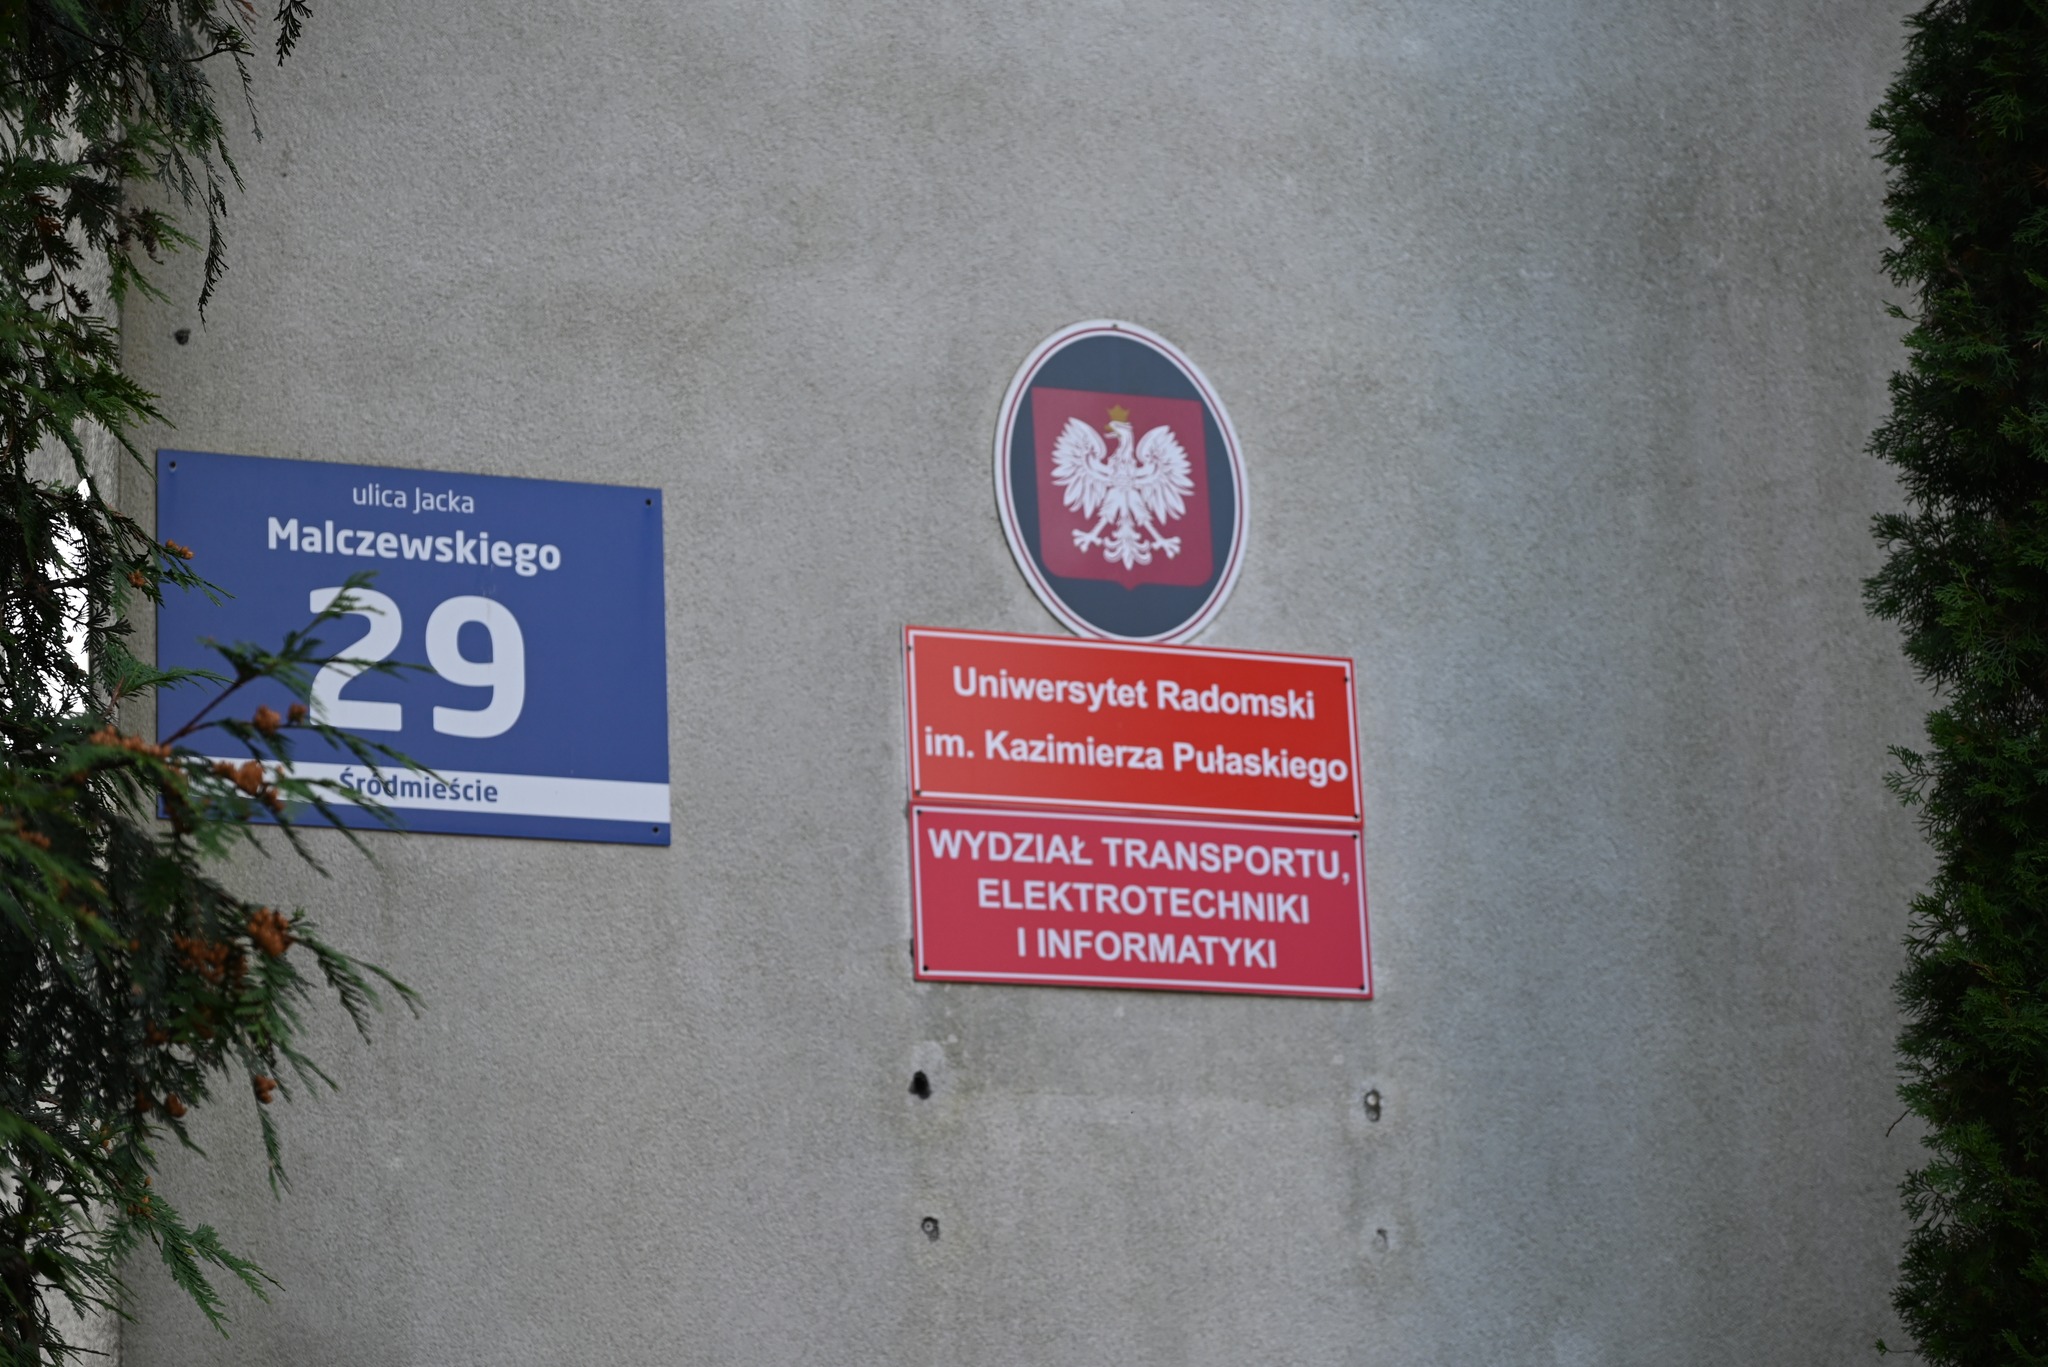 ulica Jacka
Malczewskiego
29
Śródmieście
Uniwersytet Radomski
im. Kazimierza Pułaskiego
WYDZIAŁ TRANSPORTU,
ELEKTROTECHNIKI
I INFORMATYKI